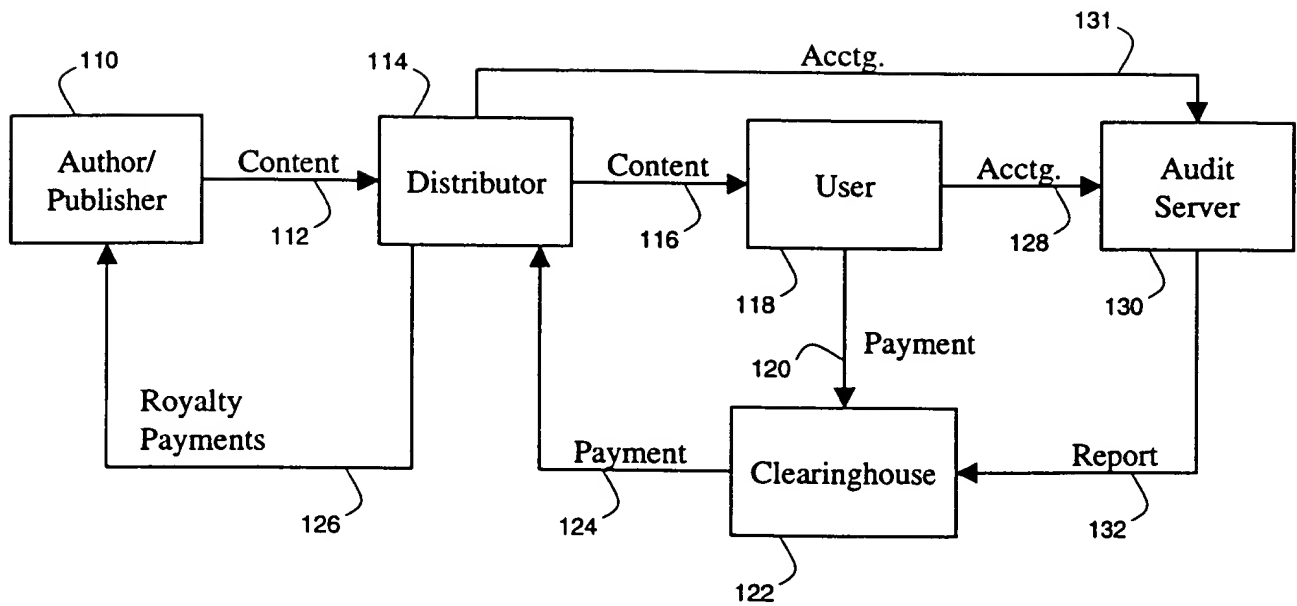 131
110
114
Acctg.
Author/
Publisher
Content
112
Distributor
Content
116
User
118
Acctg.
128
Audit
Server
130
120
Payment
Royalty
Payments
126
Payment
124
Clearinghouse
122
Report
132